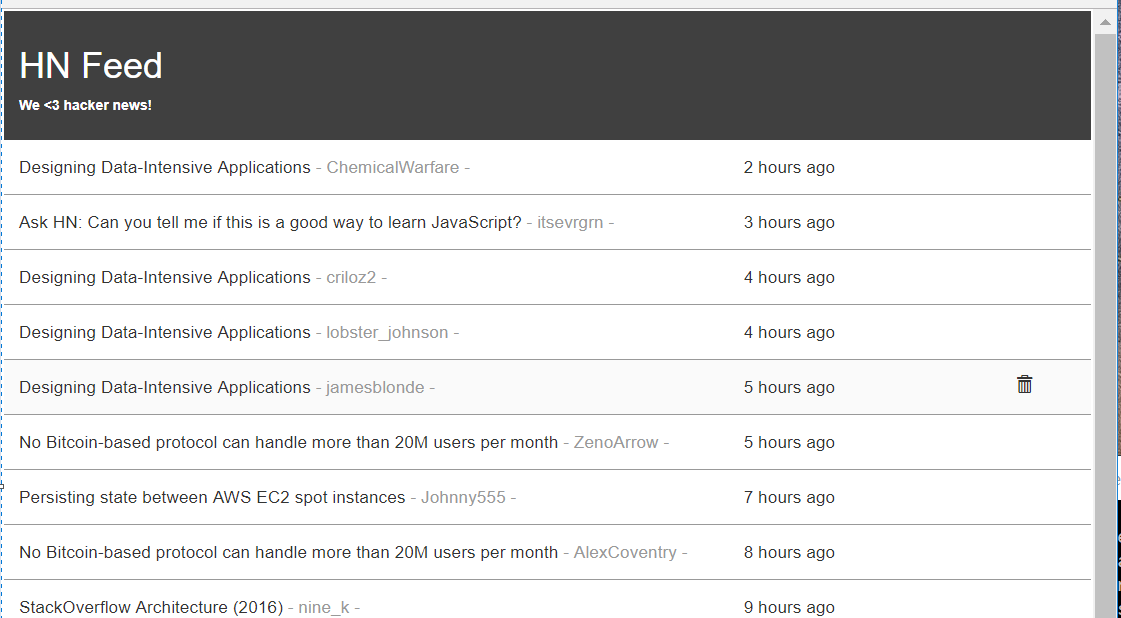 HN Feed
We <3 hacker news!
Designing Data-Intensive Applications - ChemicalWarfare - 2 hours ago
Ask HN: Can you tell me if this is a good way to learn JavaScript? - itsevrgrn - 3 hours ago
Designing Data-Intensive Applications - criloz2 - 4 hours ago
Designing Data-Intensive Applications - lobster_johnson - 4 hours ago
Designing Data-Intensive Applications - jamesblonde - 5 hours ago
No Bitcoin-based protocol can handle more than 20M users per month - ZenoArrow - 5 hours ago
Persisting state between AWS EC2 spot instances - Johnny555 - 7 hours ago
No Bitcoin-based protocol can handle more than 20M users per month - AlexCoventry - 8 hours ago
StackOverflow Architecture (2016) - nine_k - 9 hours ago